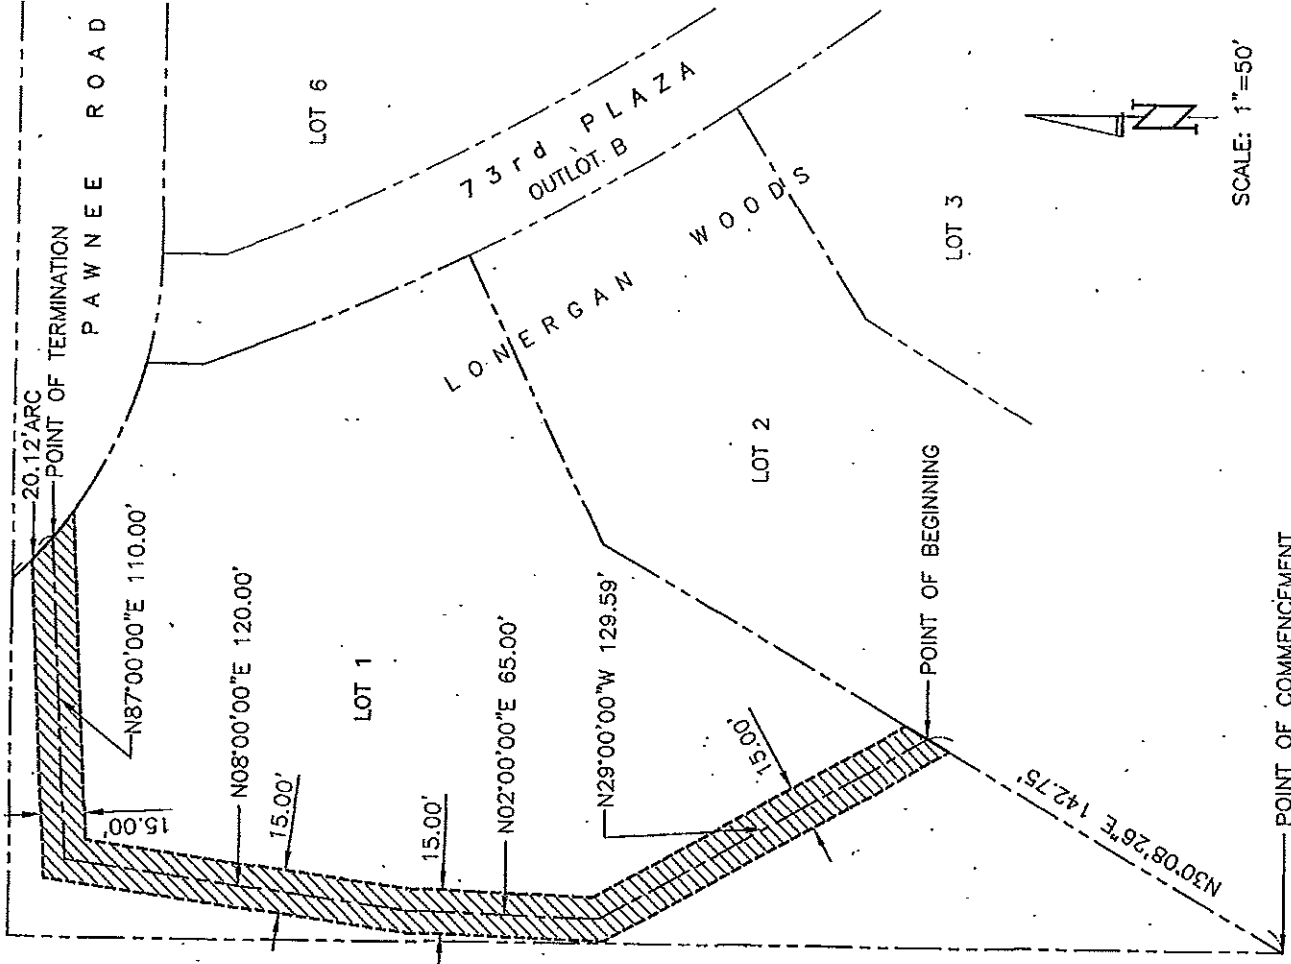 PAWNEE ROAD
LOT 6
73rd PLAZA
OUTLOT B
20.12'ARC
POINT OF TERMINATION
N87°00'00"E 110.00'
LONERGAN WOODS
LOT 3
SCALE: 1"=50'
N08°00'00"E 120.00'
LOT 1
LOT 2
15.00'
15.00'
15.00'
N02°00'00"E 65.00'
N29°00'00"W 129.59'
15.00'
POINT OF BEGINNING
N30°08'26"E 142.75'
POINT OF COMMENCEMENT
N